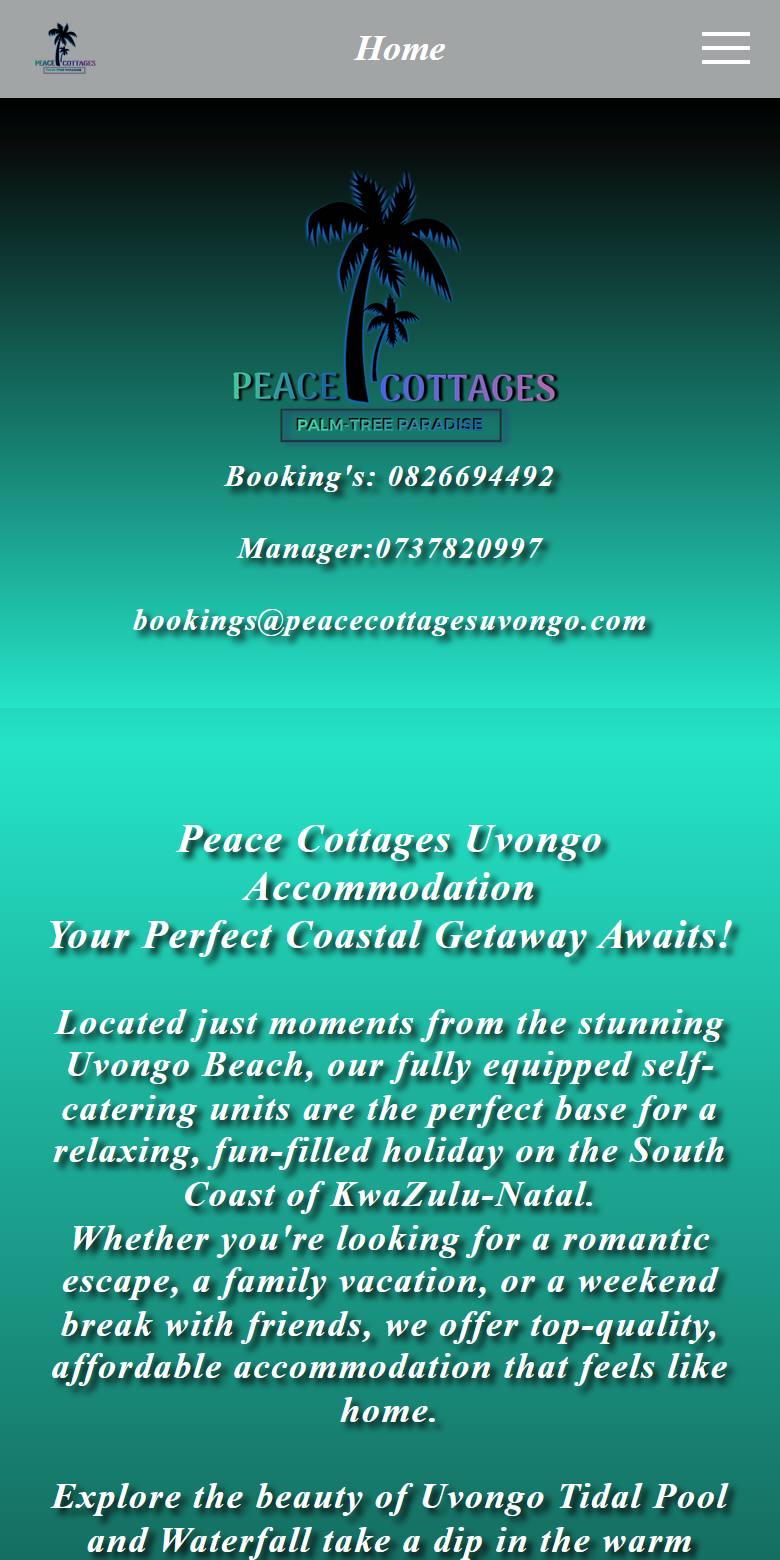 PEACE COTTAGES
Home
PEACE COTTAGES
PALM-TREE PARADISE
Booking's: 0826694492
Manager:0737820997
bookings@peacecottagesuvongo.com
Peace Cottages Uvongo
Accommodation
Your Perfect Coastal Getaway Awaits!
Located just moments from the stunning
Uvongo Beach, our fully equipped self-
catering units are the perfect base for a
relaxing, fun-filled holiday on the South
Coast of KwaZulu-Natal.
Whether you're looking for a romantic
escape, a family vacation, or a weekend
break with friends, we offer top-quality,
affordable accommodation that feels like
home.
Explore the beauty of Uvongo Tidal Pool
and Waterfall take a dip in the warm